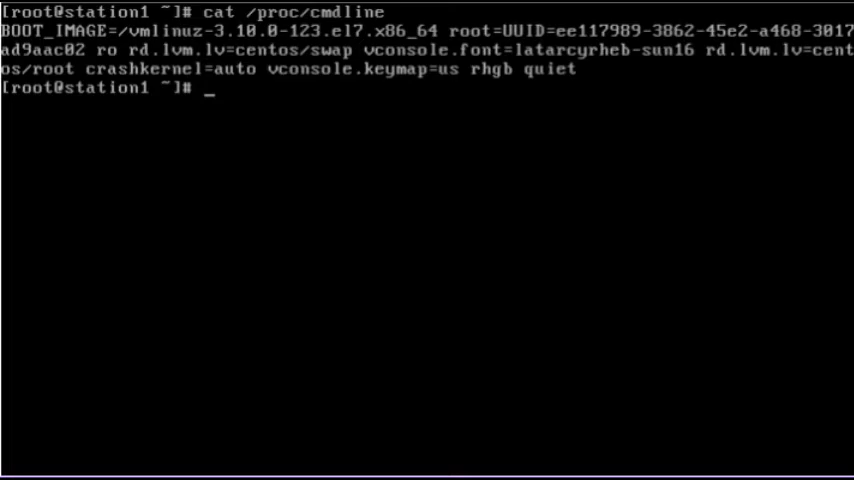 [root@station1 ~]# cat /proc/cmdline
BOOT_IMAGE=/vmlinuz-3.10.0-123.el7.x86_64 root=UUID=ee117989-3862-45e2-a468-3017
ad9aac02 ro rd.lvm.lv=centos/swap vconsole.font=latarcyrheb-sun16 rd.lvm.lv=cent
os/root crashkernel=auto vconsole.keymap=us rhgb quiet
[root@station1 ~]# _